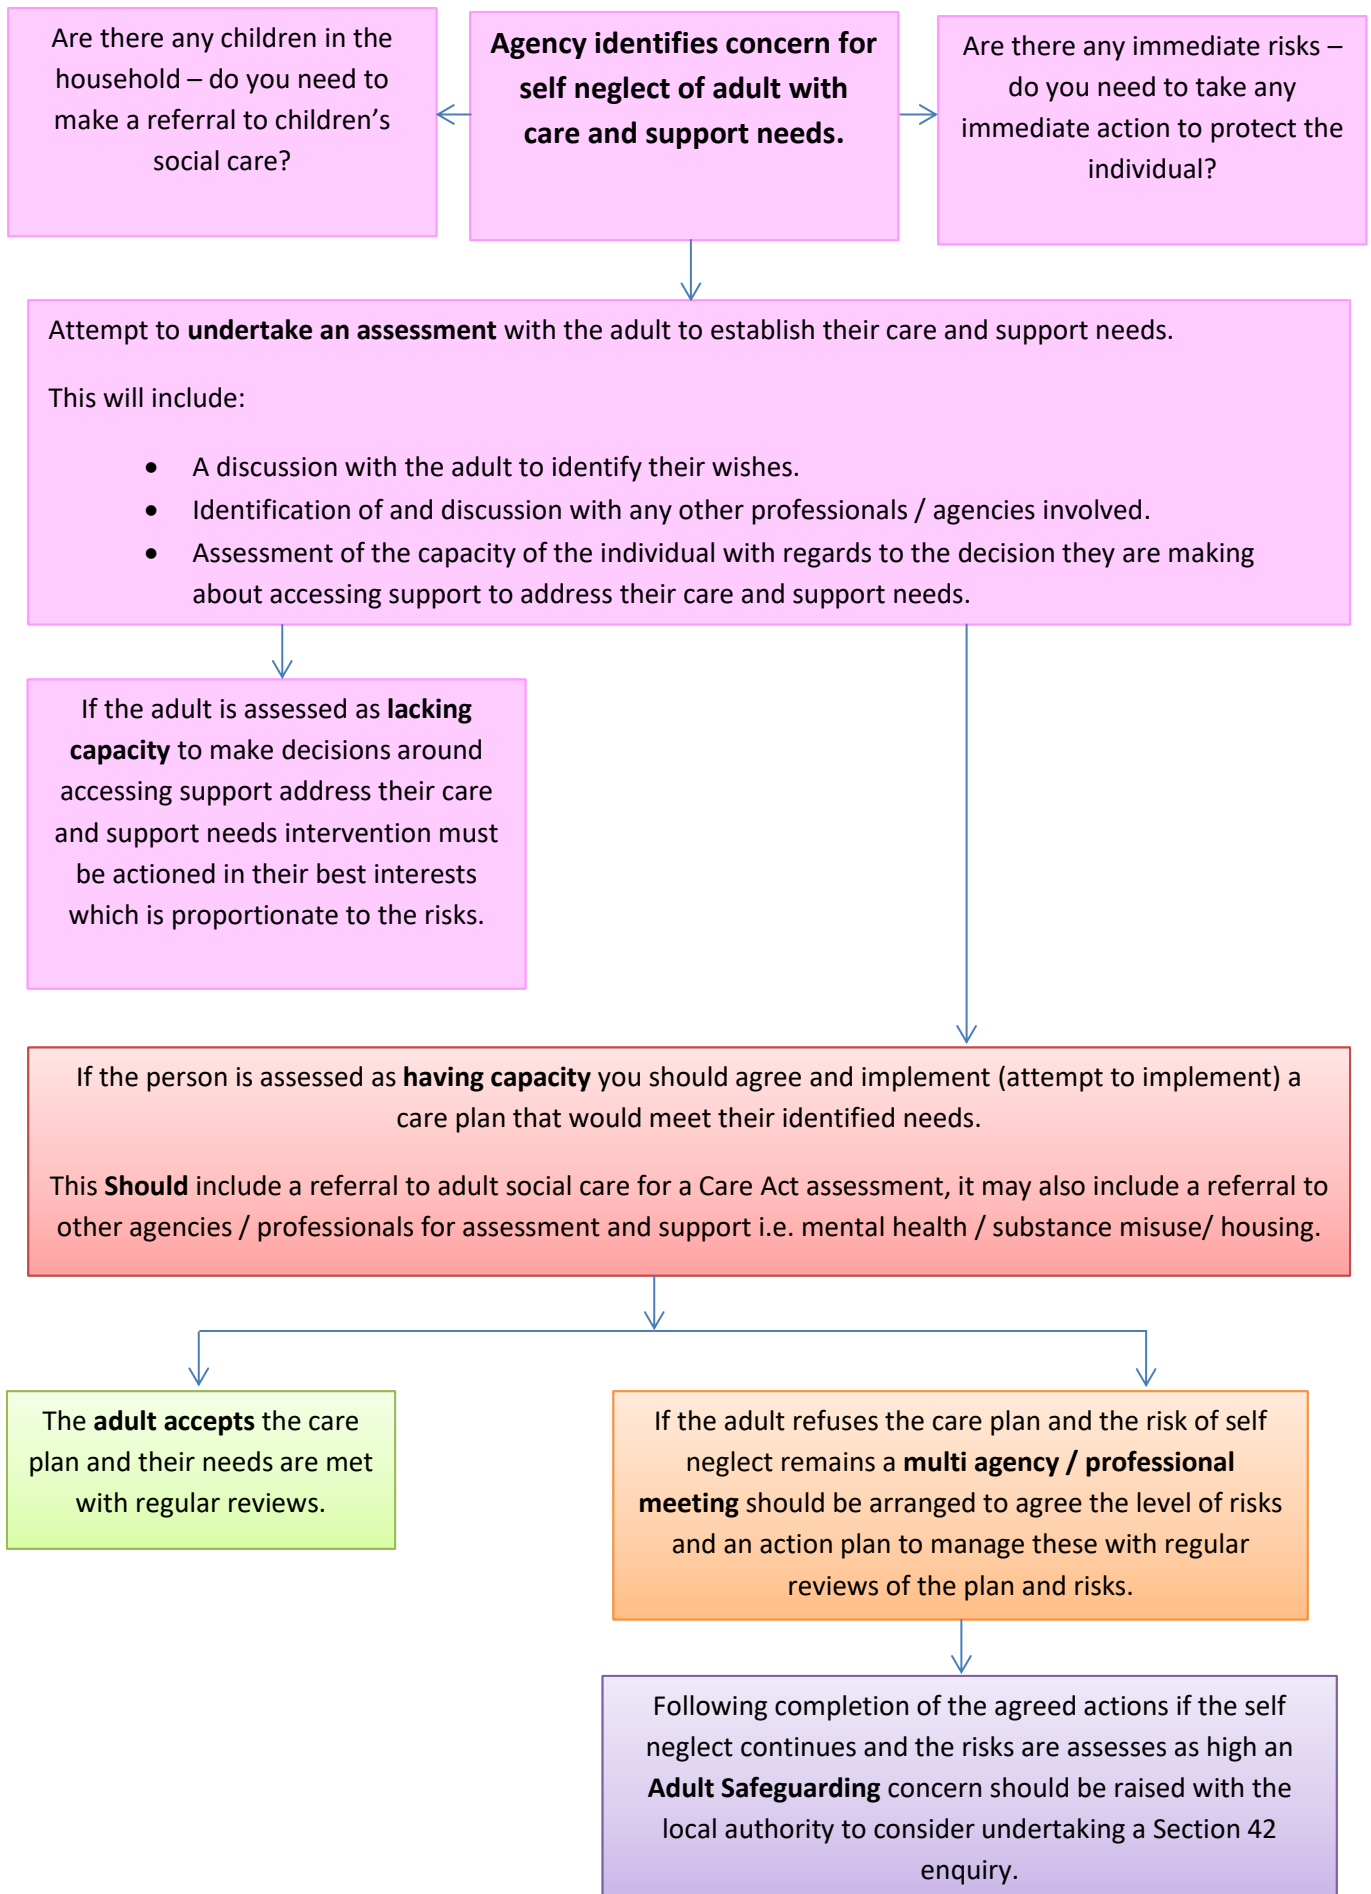 Are there any children in the
household – do you need to
make a referral to children’s
social care?
Agency identifies concern for
self neglect of adult with
care and support needs.
Are there any immediate risks –
do you need to take any
immediate action to protect the
individual?
Attempt to undertake an assessment with the adult to establish their care and support needs.
This will include:
• A discussion with the adult to identify their wishes.
• Identification of and discussion with any other professionals / agencies involved.
• Assessment of the capacity of the individual with regards to the decision they are making
about accessing support to address their care and support needs.
If the adult is assessed as lacking
capacity to make decisions around
accessing support address their care
and support needs intervention must
be actioned in their best interests
which is proportionate to the risks.
If the person is assessed as having capacity you should agree and implement (attempt to implement) a
care plan that would meet their identified needs.
This Should include a referral to adult social care for a Care Act assessment, it may also include a referral to
other agencies / professionals for assessment and support i.e. mental health / substance misuse/ housing.
The adult accepts the care
plan and their needs are met
with regular reviews.
If the adult refuses the care plan and the risk of self
neglect remains a multi agency / professional
meeting should be arranged to agree the level of risks
and an action plan to manage these with regular
reviews of the plan and risks.
Following completion of the agreed actions if the self
neglect continues and the risks are assesses as high an
Adult Safeguarding concern should be raised with the
local authority to consider undertaking a Section 42
enquiry.